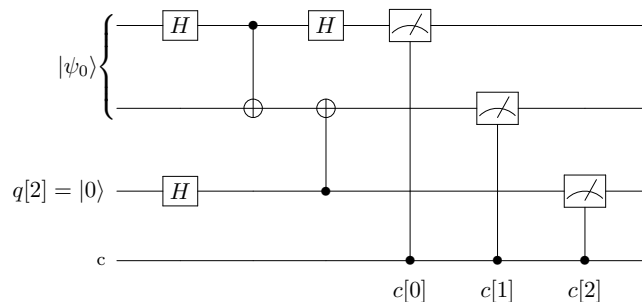 H H
|ψ₀⟩
q[2] = |0⟩ H
c
c[0] c[1] c[2]